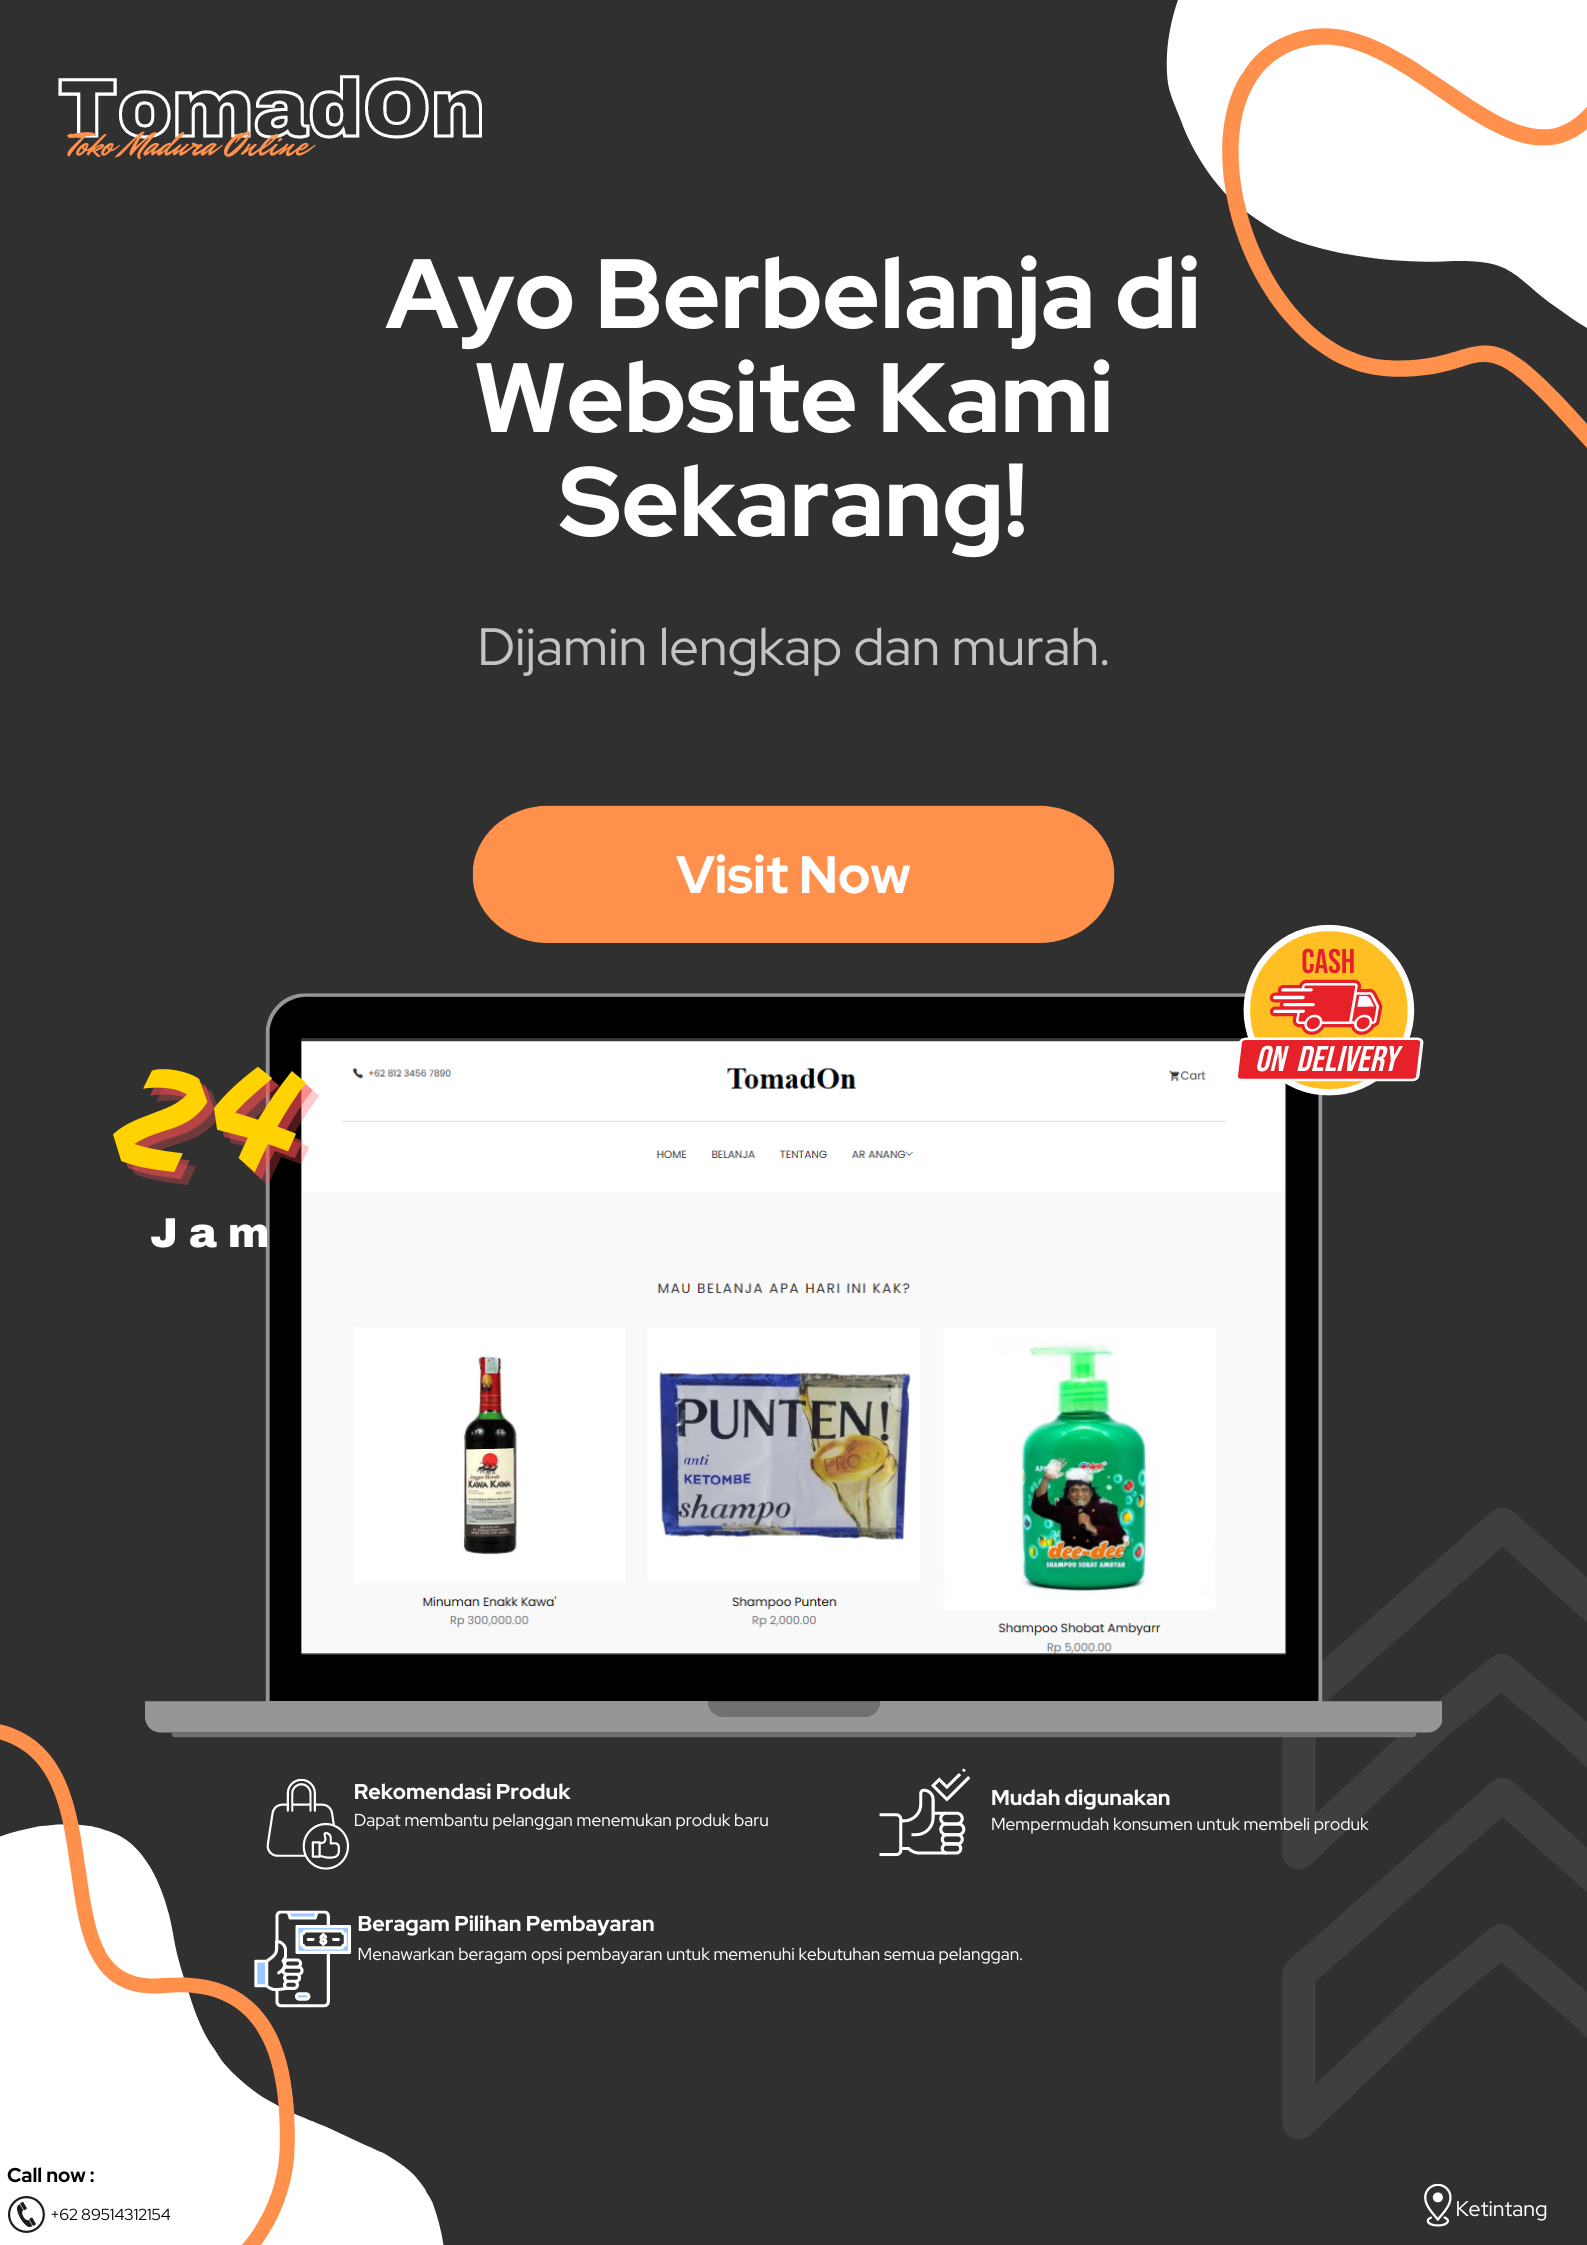 TomadOn
Toko Madura Online
Ayo Berbelanja di
Website Kami
Sekarang!
Dijamin lengkap dan murah.
Visit Now
CASH
ON DELIVERY
24
Jam
+62 812 3456 7890
TomadOn
Cart
HOME BELANJA TENTANG AR ANANG
MAU BELANJA APA HARI INI KAK?
KAWA KAWA
PUNTEN!
anti
KETOMBE
shampo
PRO-V
dee-dee
SHAMPOO SOBAT AMBYAR
Minuman Enakk Kawa'
Rp 300,000.00
Shampoo Punten
Rp 2,000.00
Shampoo Shobat Ambyarr
Rp 5,000.00
Rekomendasi Produk
Dapat membantu pelanggan menemukan produk baru
Mudah digunakan
Mempermudah konsumen untuk membeli produk
Beragam Pilihan Pembayaran
Menawarkan beragam opsi pembayaran untuk memenuhi kebutuhan semua pelanggan.
Call now :
+62 89514312154
Ketintang